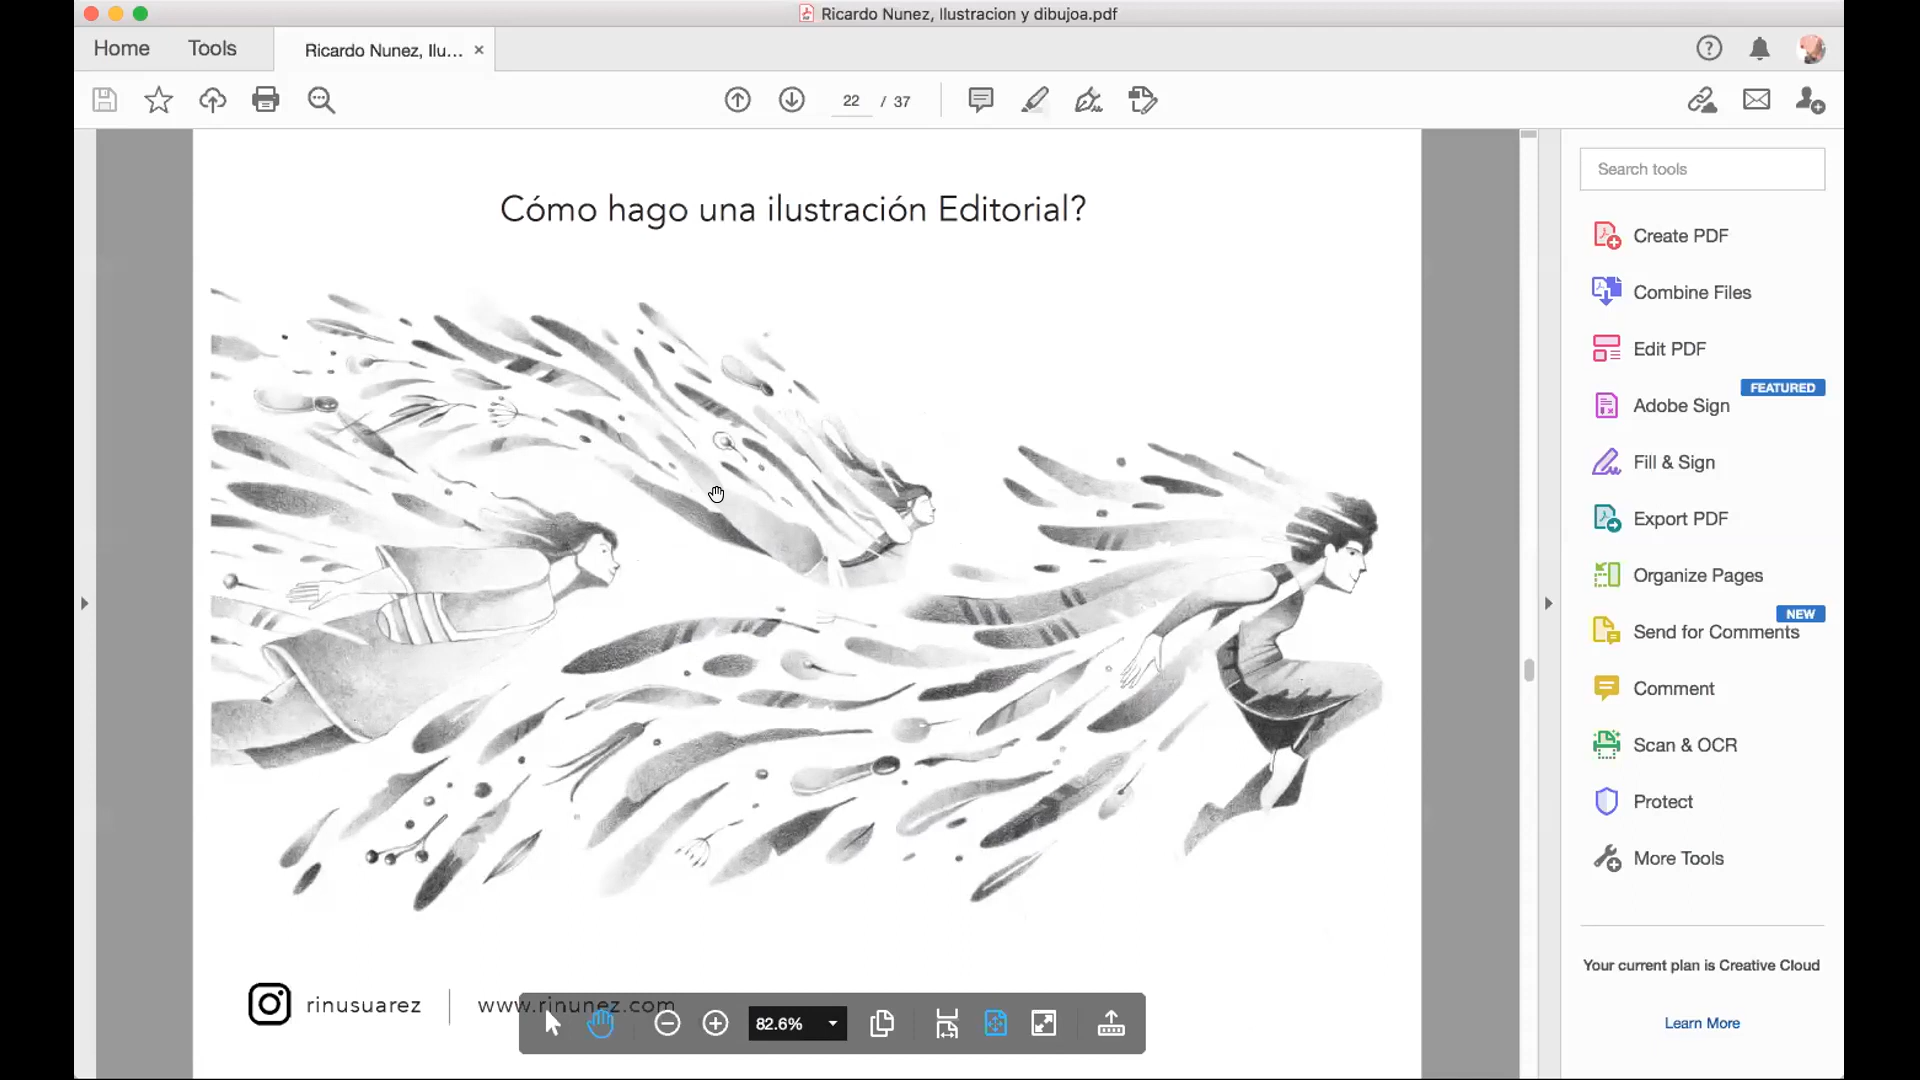 Ricardo Nunez, Ilustracion y dibujoa.pdf
Home
Tools
Ricardo Nunez, Ilu...
22 / 37
Cómo hago una ilustración Editorial?
Search tools
Create PDF
Combine Files
Edit PDF
FEATURED
Adobe Sign
Fill & Sign
Export PDF
Organize Pages
NEW
Send for Comments
Comment
Scan & OCR
Protect
More Tools
Your current plan is Creative Cloud
Learn More
rinusuarez
www.rinunez.com
82.6%